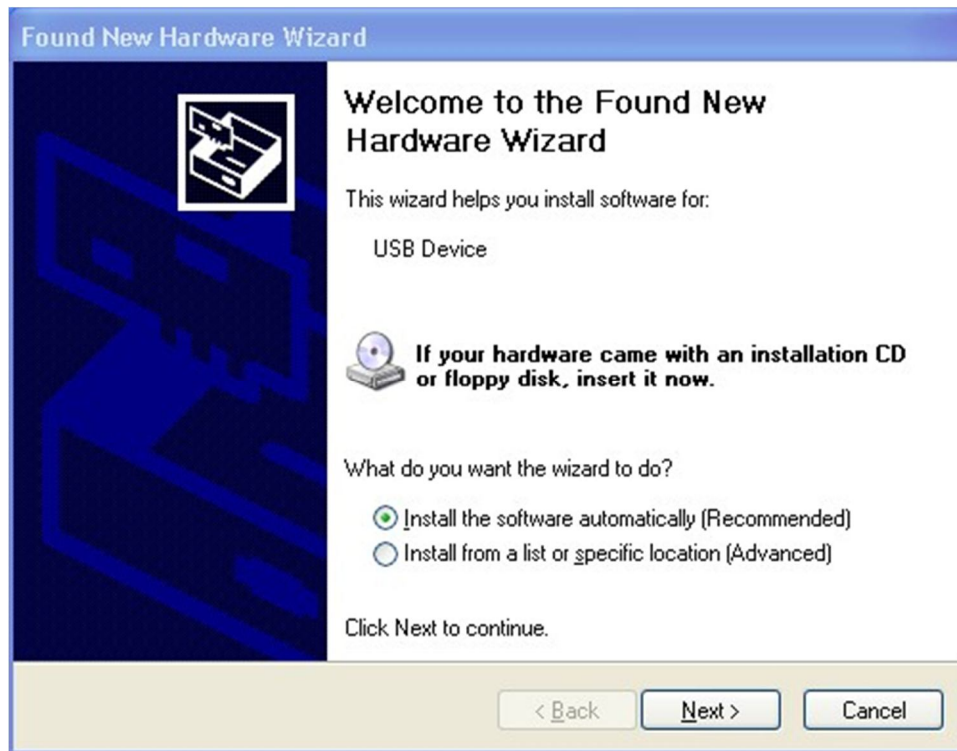 Found New Hardware Wizard
Welcome to the Found New
Hardware Wizard
This wizard helps you install software for:
USB Device
If your hardware came with an installation CD
or floppy disk, insert it now.
What do you want the wizard to do?
Install the software automatically (Recommended)
Install from a list or specific location (Advanced)
Click Next to continue.
< Back Next > Cancel